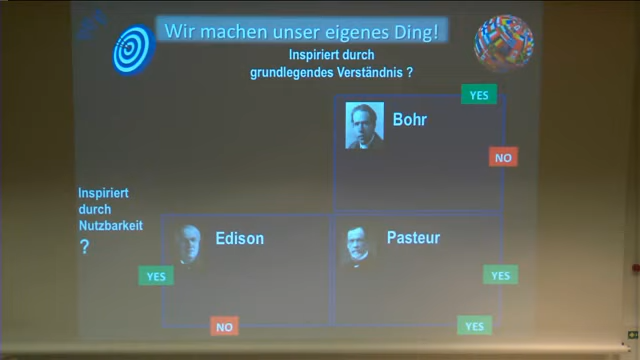 Wir machen unser eigenes Ding!
Inspiriert durch
grundlegendes Verständnis ?
YES
Bohr
NO
Inspiriert
durch
Nutzbarkeit
?
Edison
Pasteur
YES
YES
NO
YES